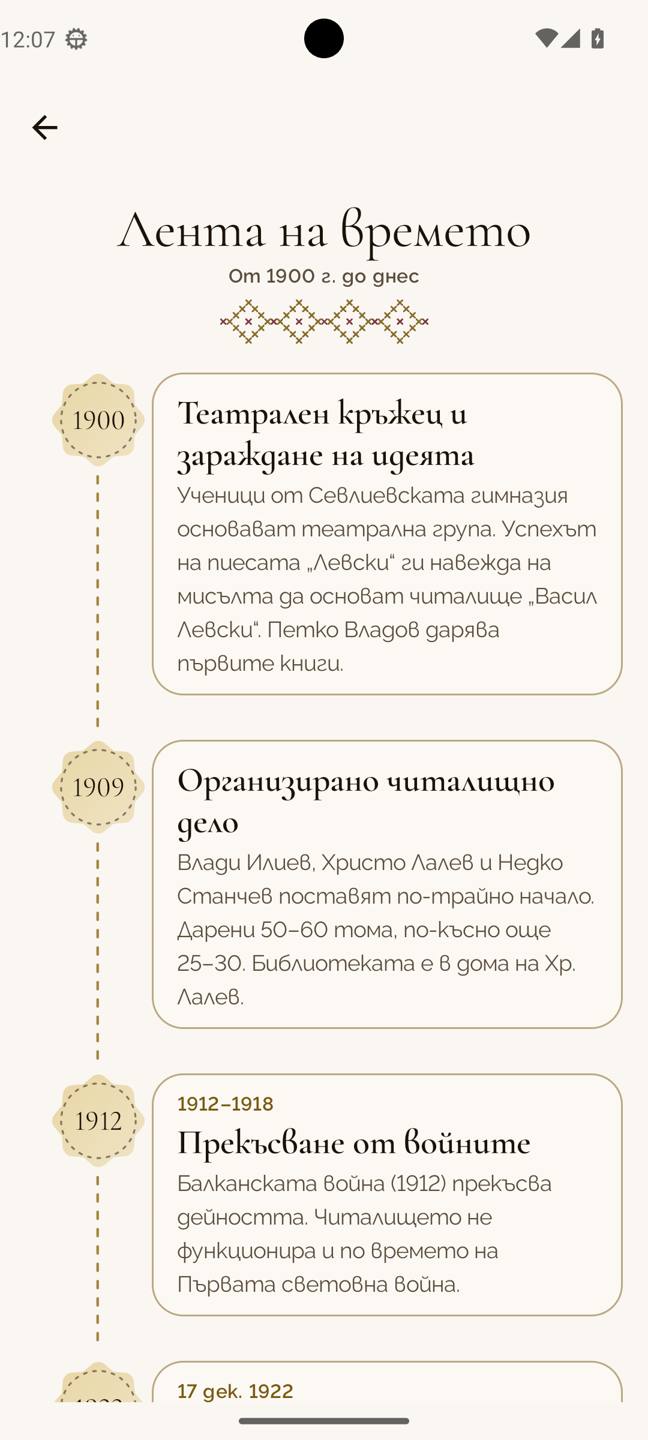 12:07
Лента на времето
От 1900 г. до днес
1900
Театрален кръжец и
зараждане на идеята
Ученици от Севлиевската гимназия
основават театрална група. Успехът
на пиесата „Левски“ ги навежда на
мисълта да основат читалище „Васил
Левски“. Петко Владов дарява
първите книги.
1909
Организирано читалищно
дело
Влади Илиев, Христо Лалев и Недко
Станчев поставят по-трайно начало.
Дарени 50–60 тома, по-късно още
25–30. Библиотеката е в дома на Хр.
Лалев.
1912
1912–1918
Прекъсване от войните
Балканската война (1912) прекъсва
дейността. Читалището не
функционира и по времето на
Първата световна война.
17 дек. 1922